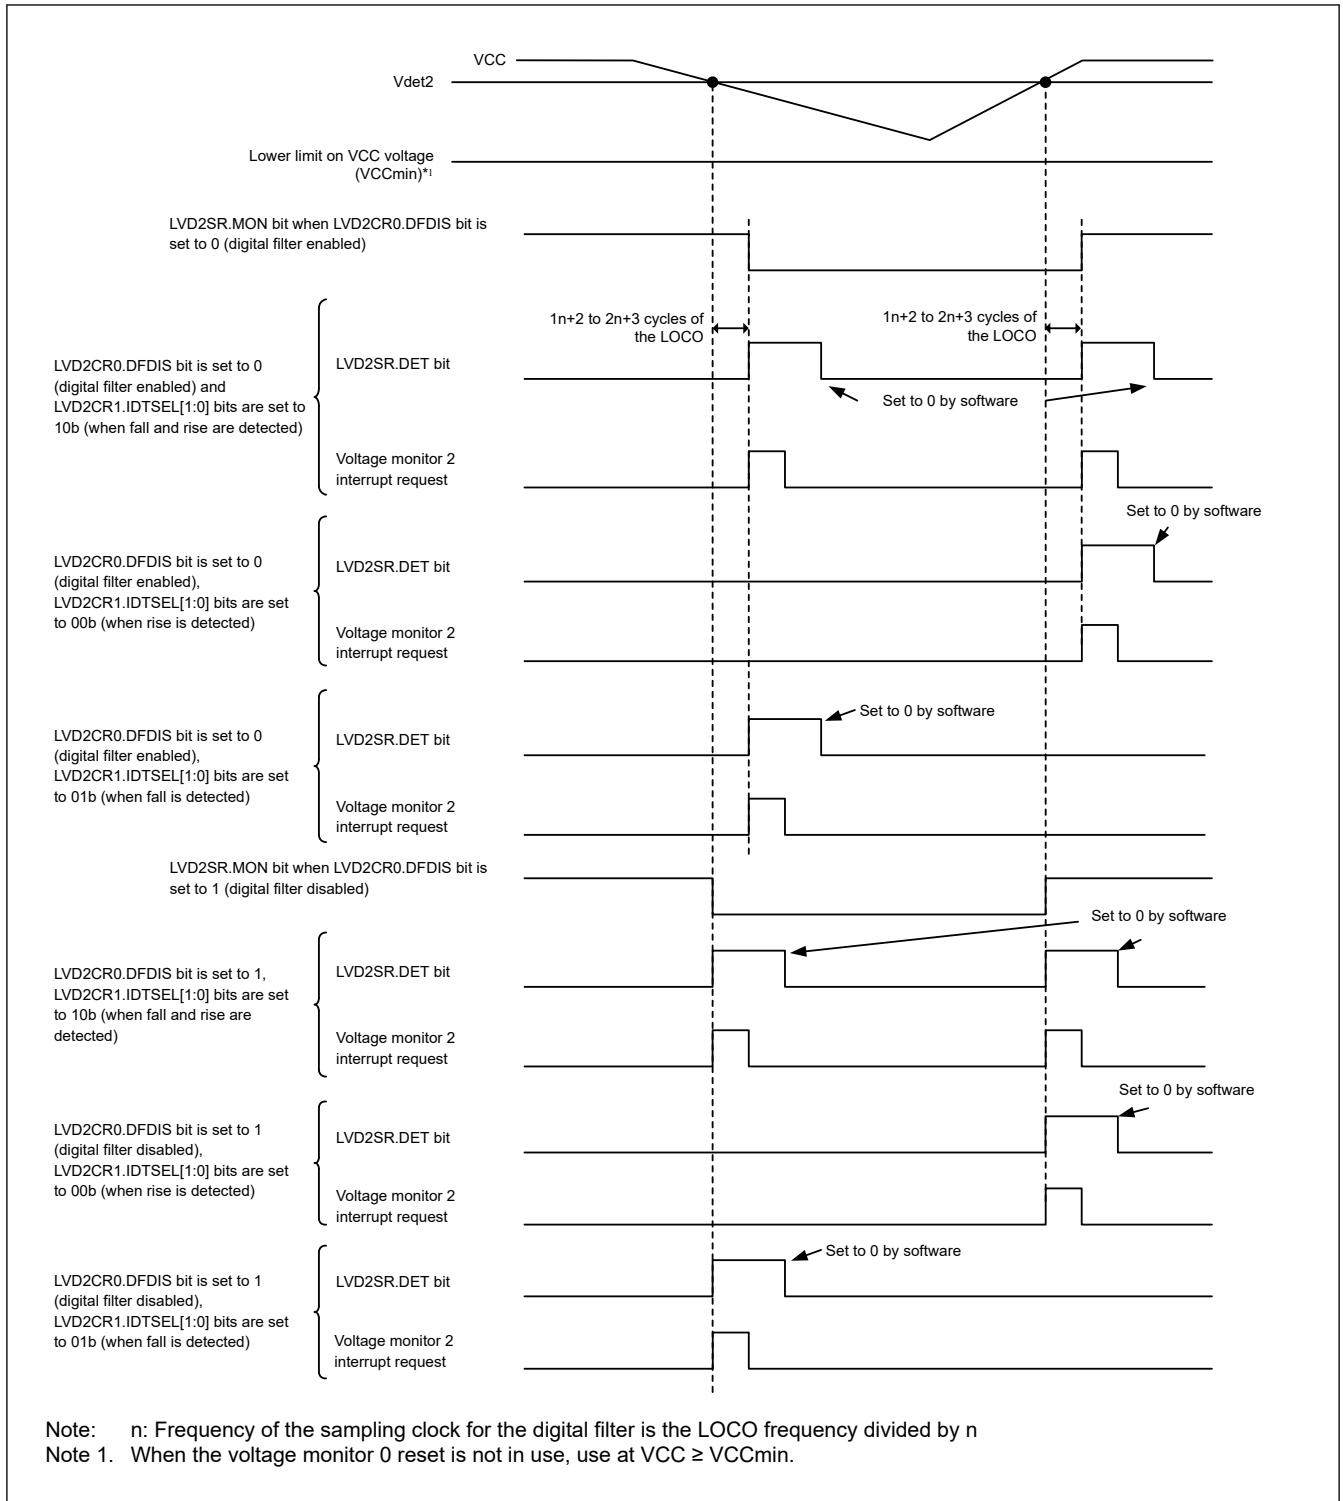 VCC
Vdet2
Lower limit on VCC voltage
(VCCmin)*1
LVD2SR.MON bit when LVD2CR0.DFDIS bit is
set to 0 (digital filter enabled)
1n+2 to 2n+3 cycles of
the LOCO
1n+2 to 2n+3 cycles of
the LOCO
LVD2CR0.DFDIS bit is set to 0
(digital filter enabled) and
LVD2CR1.IDTSEL[1:0] bits are set to
10b (when fall and rise are detected)
LVD2SR.DET bit
Set to 0 by software
Voltage monitor 2
interrupt request
Set to 0 by software
LVD2CR0.DFDIS bit is set to 0
(digital filter enabled),
LVD2CR1.IDTSEL[1:0] bits are set
to 00b (when rise is detected)
LVD2SR.DET bit
Voltage monitor 2
interrupt request
Set to 0 by software
LVD2CR0.DFDIS bit is set to 0
(digital filter enabled),
LVD2CR1.IDTSEL[1:0] bits are set
to 01b (when fall is detected)
LVD2SR.DET bit
Voltage monitor 2
interrupt request
LVD2SR.MON bit when LVD2CR0.DFDIS bit is
set to 1 (digital filter disabled)
Set to 0 by software
LVD2CR0.DFDIS bit is set to 1,
LVD2CR1.IDTSEL[1:0] bits are set
to 10b (when fall and rise are
detected)
LVD2SR.DET bit
Voltage monitor 2
interrupt request
Set to 0 by software
LVD2CR0.DFDIS bit is set to 1
(digital filter disabled),
LVD2CR1.IDTSEL[1:0] bits are set
to 00b (when rise is detected)
LVD2SR.DET bit
Voltage monitor 2
interrupt request
Set to 0 by software
LVD2CR0.DFDIS bit is set to 1
(digital filter disabled),
LVD2CR1.IDTSEL[1:0] bits are set
to 01b (when fall is detected)
LVD2SR.DET bit
Voltage monitor 2
interrupt request
Note: n: Frequency of the sampling clock for the digital filter is the LOCO frequency divided by n
Note 1. When the voltage monitor 0 reset is not in use, use at VCC ≥ VCCmin.